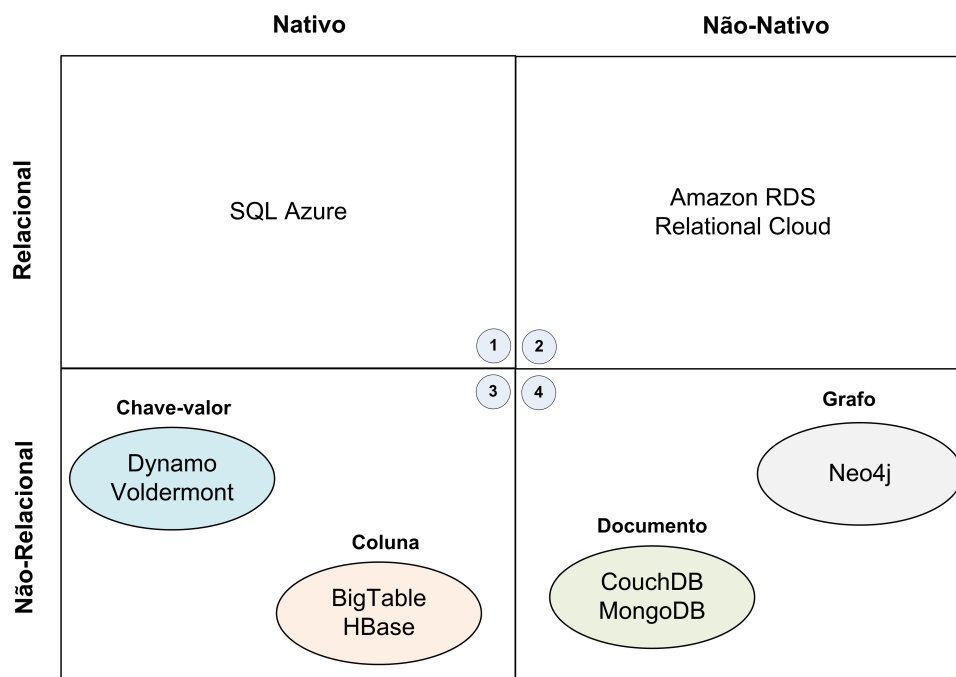 Nativo
Não-Nativo
Relacional
SQL Azure
Amazon RDS
Relational Cloud
1
2
3
4
Não-Relacional
Chave-valor
Dynamo
Voldermont
Coluna
BigTable
HBase
Grafo
Neo4j
Documento
CouchDB
MongoDB